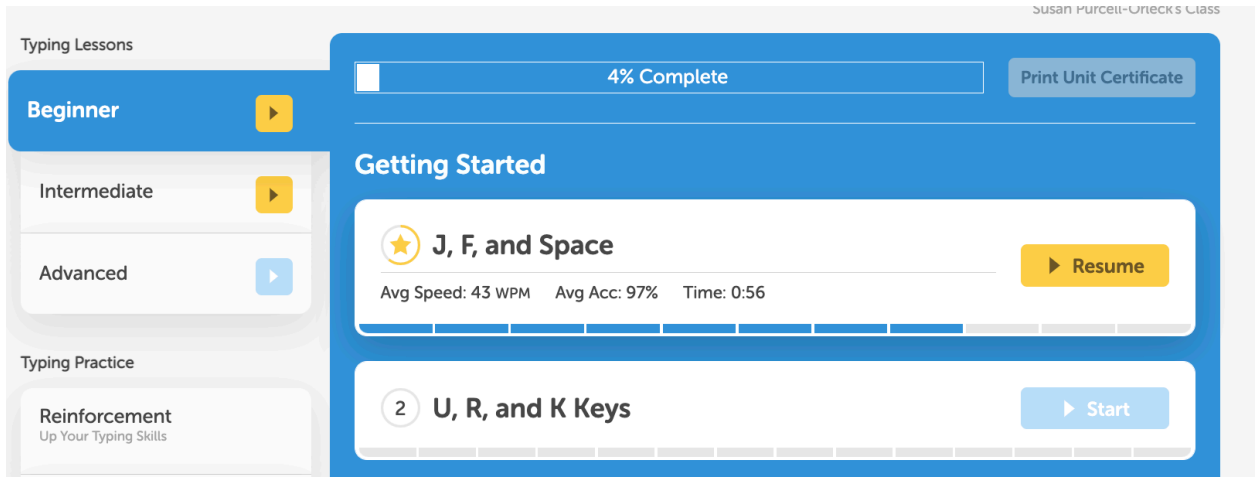 Susan Purcell-Orleck's Class
Typing Lessons
Beginner
Intermediate
Advanced
Typing Practice
Reinforcement
Up Your Typing Skills
4% Complete
Print Unit Certificate
Getting Started
J, F, and Space
Avg Speed: 43 WPM Avg Acc: 97% Time: 0:56
Resume
2 U, R, and K Keys
Start